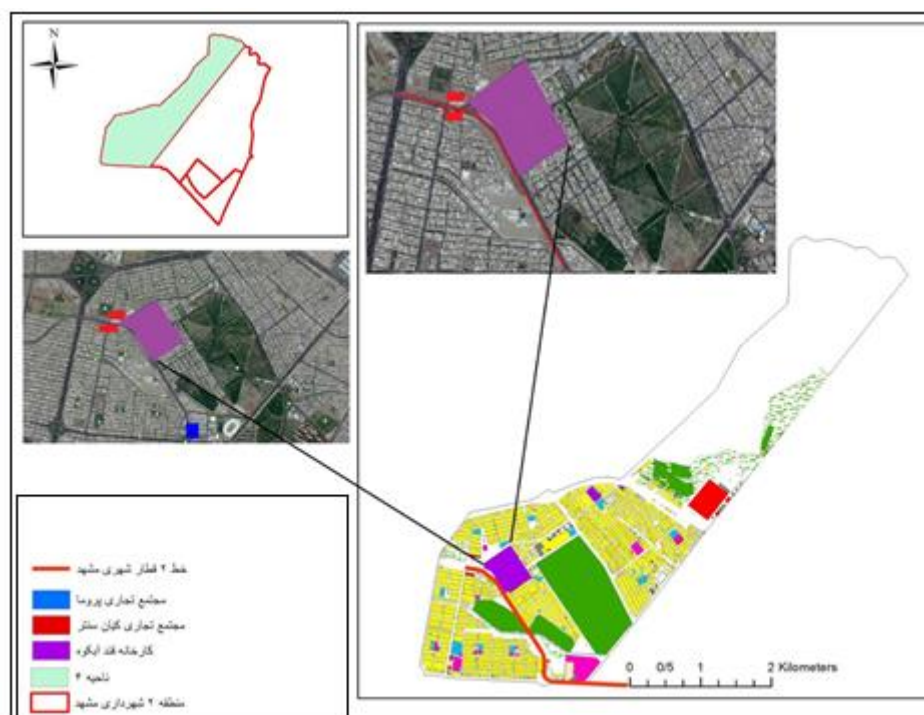 N
خط ۲ قطار شهری مشهد
مجتمع تجاری پروما
مجتمع تجاری کیان سنتر
کارخانه قند آبکوه
ناحیه ۴
منطقه ۲ شهرداری مشهد
0 0/5 1 2 Kilometers